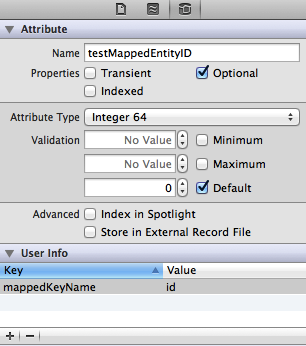 Attribute
Name testMappedEntityID
Properties Transient Optional
Indexed
Attribute Type Integer 64
Validation No Value Minimum
No Value Maximum
0 Default
Advanced Index in Spotlight
Store in External Record File
User Info
Key Value
mappedKeyName id